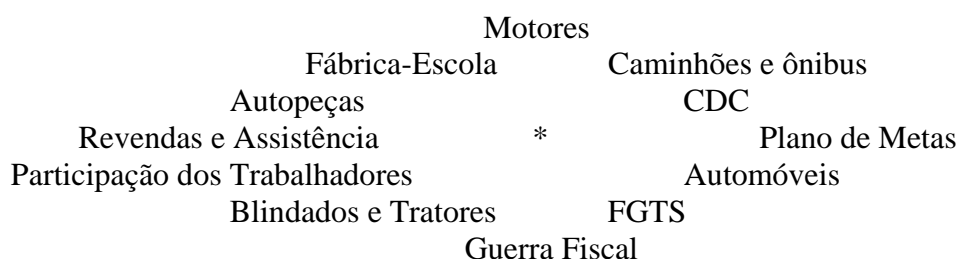 Motores
Fábrica-Escola Caminhões e ônibus
Autopeças CDC
Revendas e Assistência * Plano de Metas
Participação dos Trabalhadores Automóveis
Blindados e Tratores FGTS
Guerra Fiscal